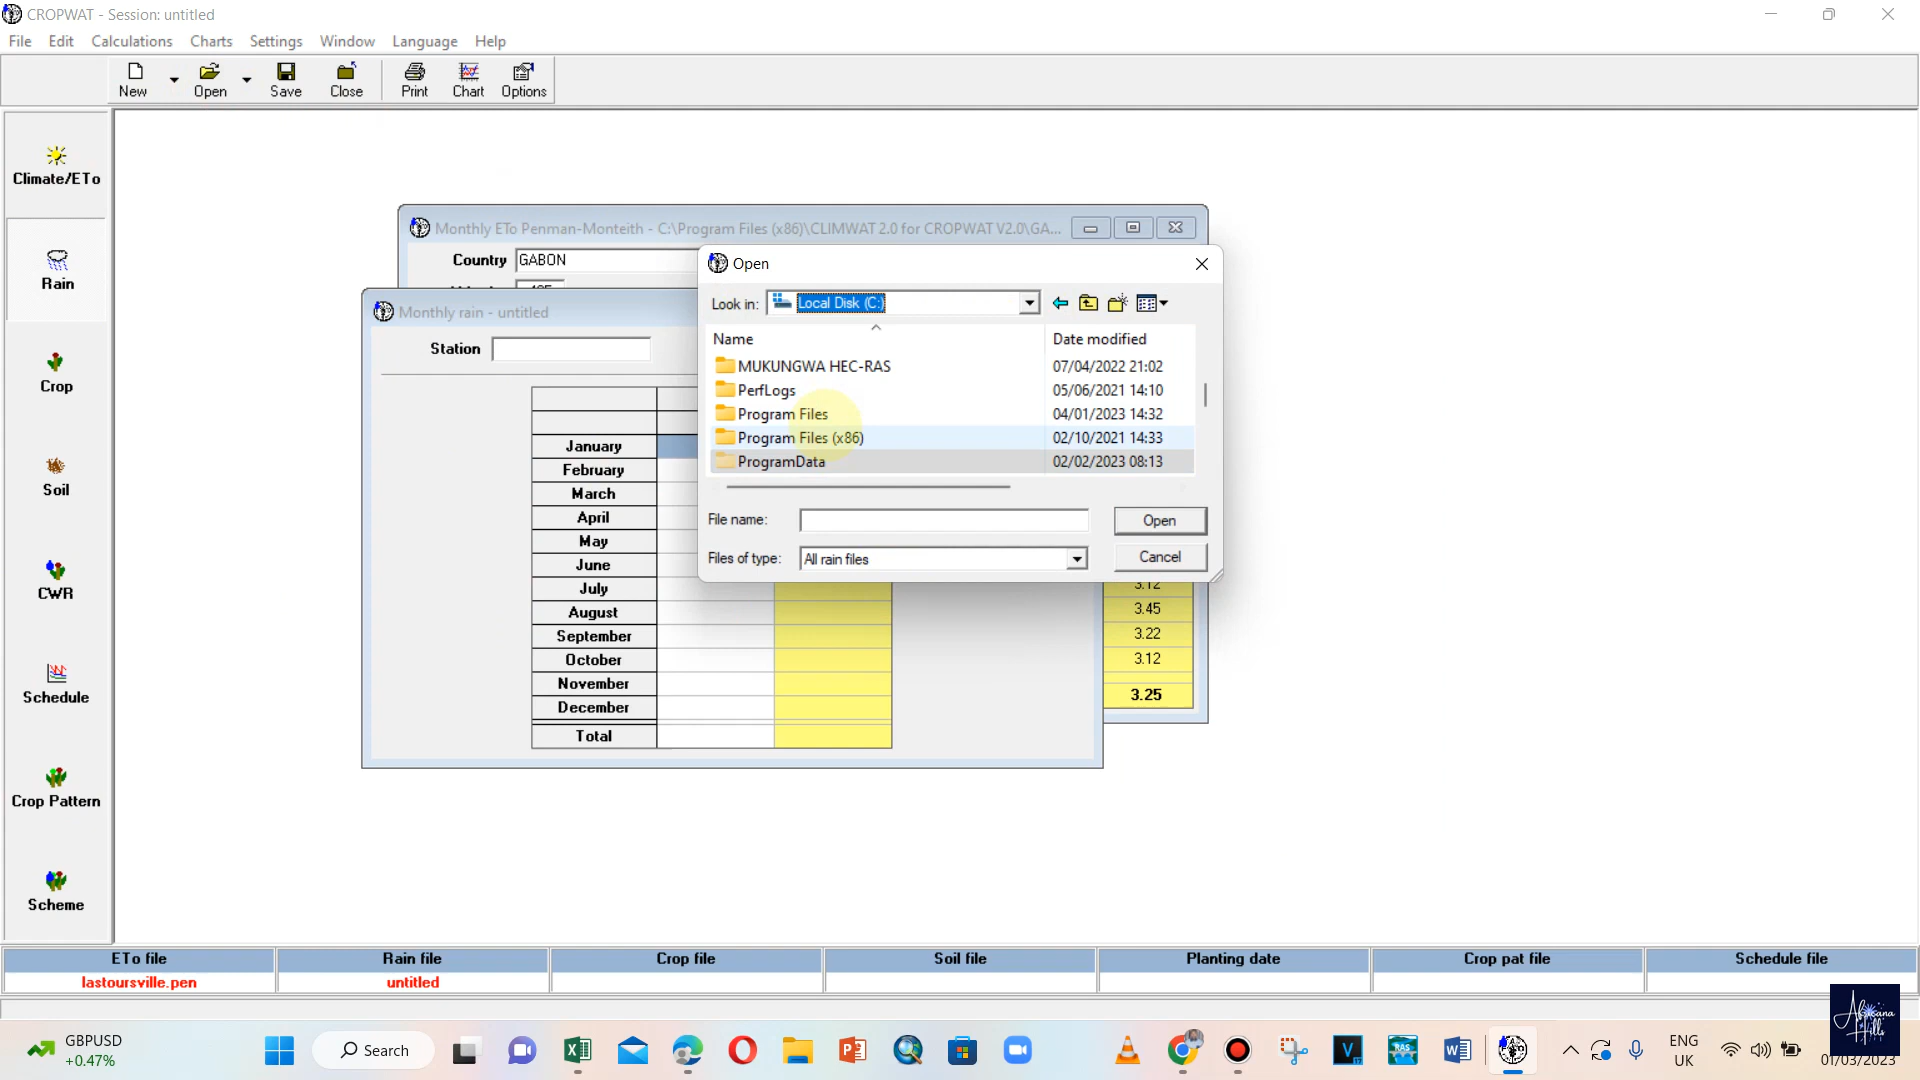 CROPWAT - Session: untitled
File Edit Calculations Charts Settings Window Language Help
New Open Save Close Print Chart Options
Climate/ETo
Rain
Crop
Soil
CWR
Schedule
Crop Pattern
Scheme
Monthly ETo Penman-Monteith - C:\Program Files (x86)\CLIMWAT 2.0 for CROPWAT V2.0\GA...
Country GABON
Monthly rain - untitled
Station
January
February
March
April
May
June
July
August
September
October
November
December
Total
Open
Look in: Local Disk (C:)
Name Date modified
MUKUNGWA HEC-RAS 07/04/2022 21:02
PerfLogs 05/06/2021 14:10
Program Files 04/01/2023 14:32
Program Files (x86) 02/10/2021 14:33
ProgramData 02/02/2023 08:13
File name: Open
Files of type: All rain files Cancel
3.12
3.45
3.22
3.12
3.25
ETo file Rain file Crop file Soil file Planting date Crop pat file Schedule file
lastoursville.pen untitled
GBPUSD
+0.47%
Search
ENG
UK
01/03/2023
Africana
Hills